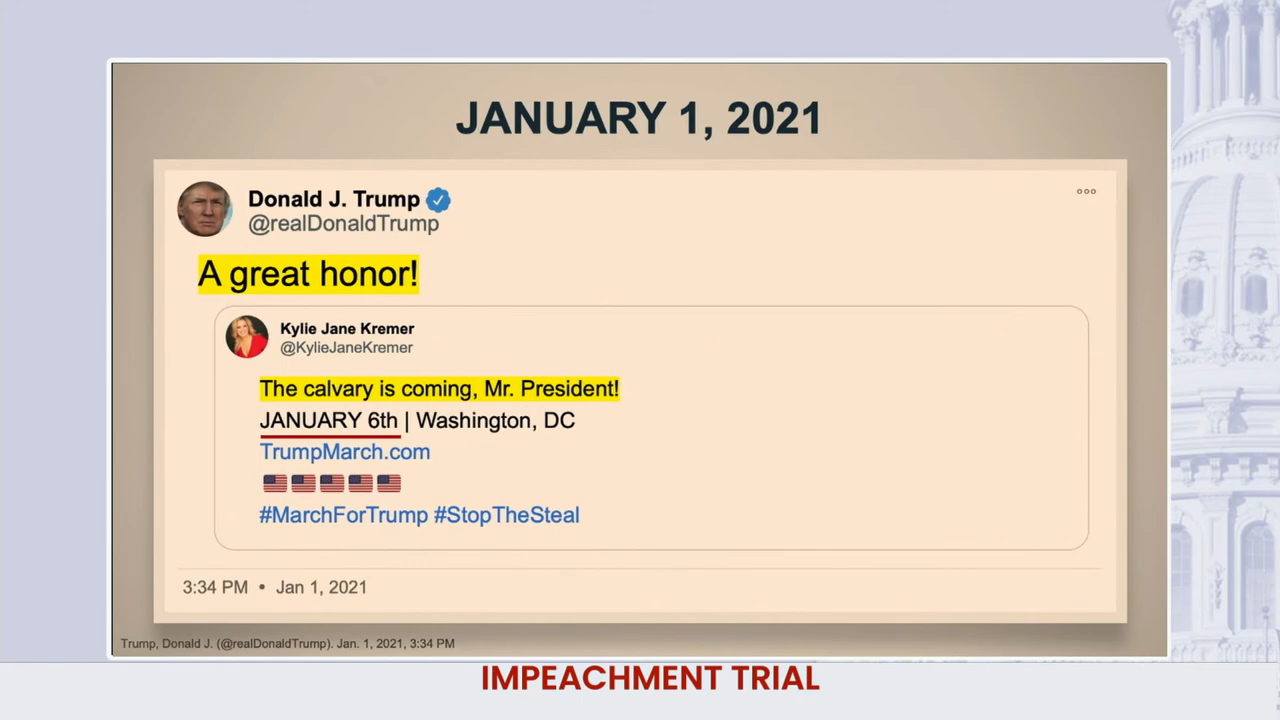 JANUARY 1, 2021
Donald J. Trump
@realDonaldTrump
A great honor!
Kylie Jane Kremer
@KylieJaneKremer
The calvary is coming, Mr. President!
JANUARY 6th | Washington, DC
TrumpMarch.com
🇺🇸🇺🇸🇺🇸🇺🇸🇺🇸
#MarchForTrump #StopTheSteal
3:34 PM • Jan 1, 2021
Trump, Donald J. (@realDonaldTrump). Jan. 1, 2021, 3:34 PM
IMPEACHMENT TRIAL